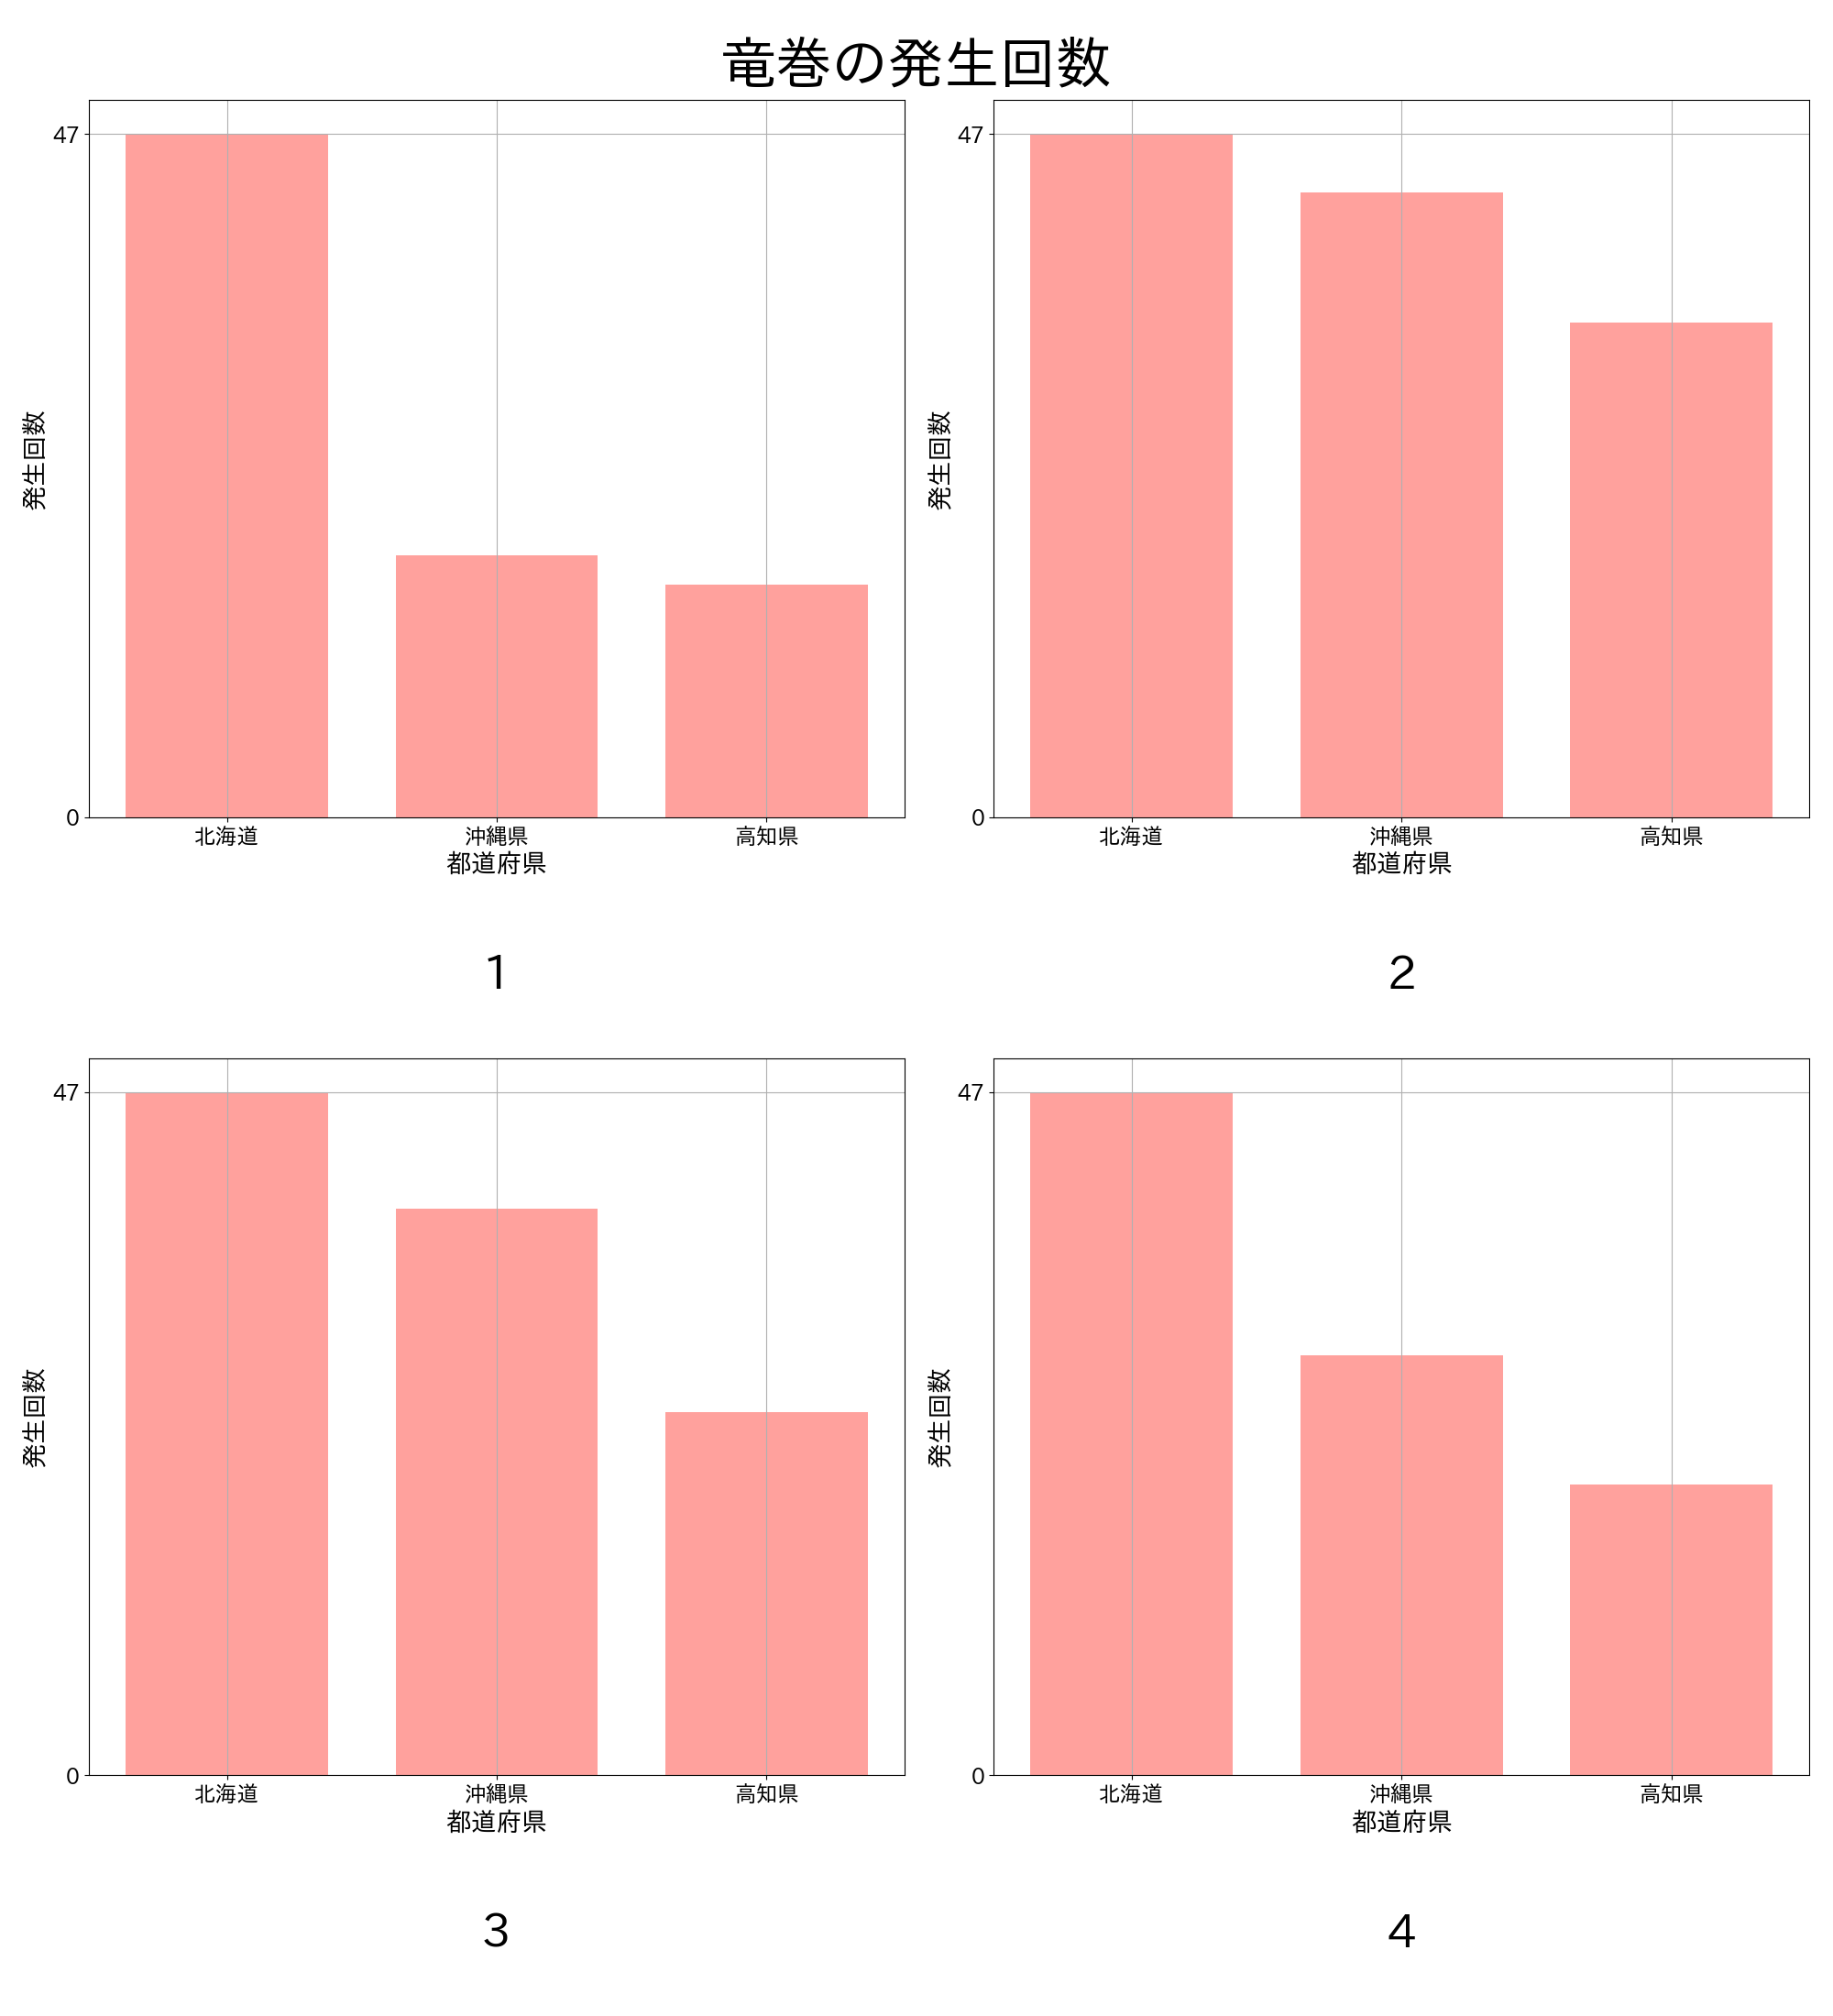 竜巻の発生回数
47
0
発生回数
北海道 沖縄県 高知県
都道府県
1
47
0
発生回数
北海道 沖縄県 高知県
都道府県
2
47
0
発生回数
北海道 沖縄県 高知県
都道府県
3
47
0
発生回数
北海道 沖縄県 高知県
都道府県
4